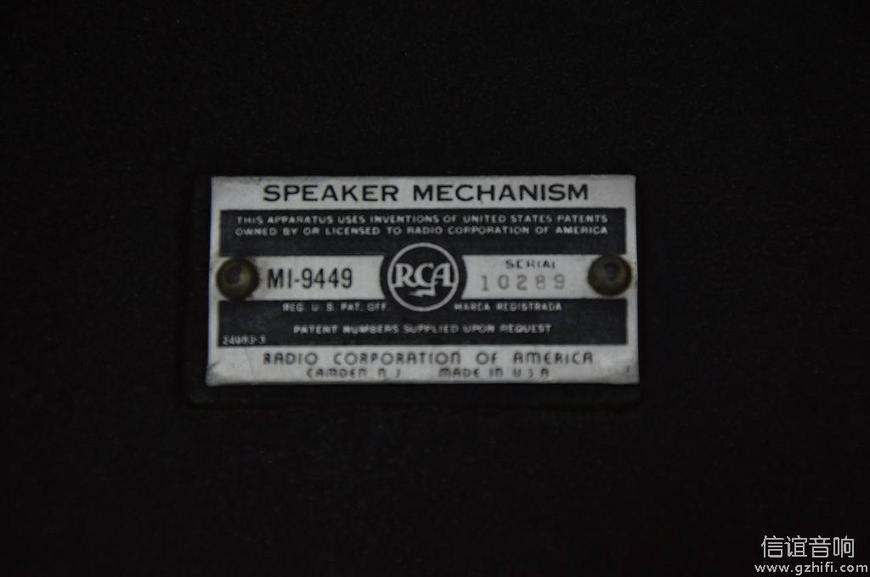 SPEAKER MECHANISM
THIS APPARATUS USES INVENTIONS OF UNITED STATES PATENTS
OWNED BY OR LICENSED TO RADIO CORPORATION OF AMERICA
MI-9449
RCA
SERIAL
10289
REG. U. S. PAT. OFF. MARCA REGISTRADA
PATENT NUMBERS SUPPLIED UPON REQUEST
RADIO CORPORATION OF AMERICA
CAMDEN N J MADE IN U S A
信谊音响
www.gzhifi.com